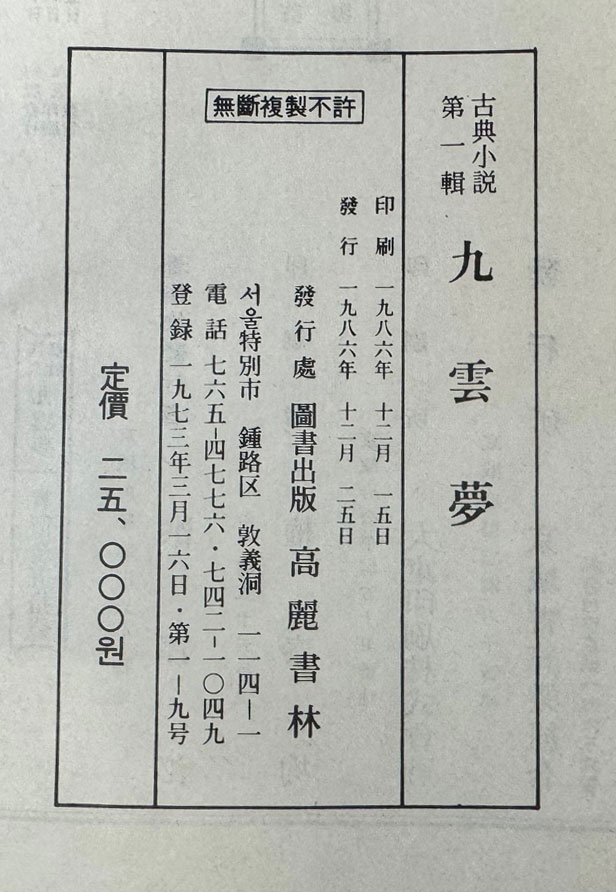 古典小説
第一輯
九雲夢
印刷 一九八六年 十二月 一五日
發行 一九八六年 十二月 二五日
無斷複製不許
發行處 圖書出版 高麗書林
서울特別市 鍾路区 敦義洞 一一四−一
電話 七六五−四七七六・七四二−一〇四九
登録 一九七三年三月一六日・第一−九号
定價 二五、〇〇〇원